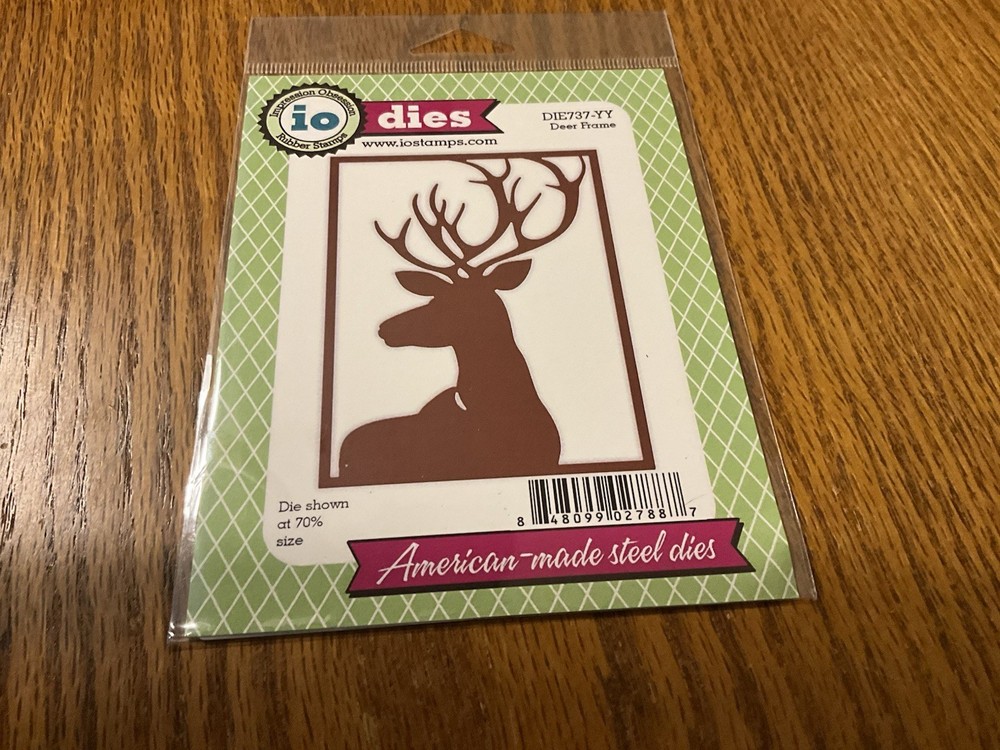 Impression Obsession
io
Rubber Stamps
dies
www.iostamps.com
DIE737-YY
Deer Frame
Die shown
at 70%
size
8 48099 02788 7
American-made steel dies